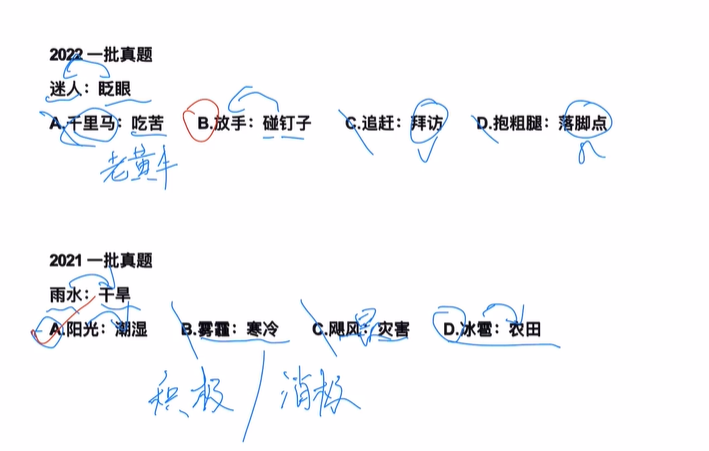 2022 一批真题
迷人：眨眼
A.千里马：吃苦 B.放手：碰钉子 C.追赶：拜访 D.抱粗腿：落脚点
老黄牛
2021 一批真题
雨水：干旱
A.阳光：潮湿 B.雾霾：寒冷 C.飓风：灾害 D.冰雹：农田
积极/消极